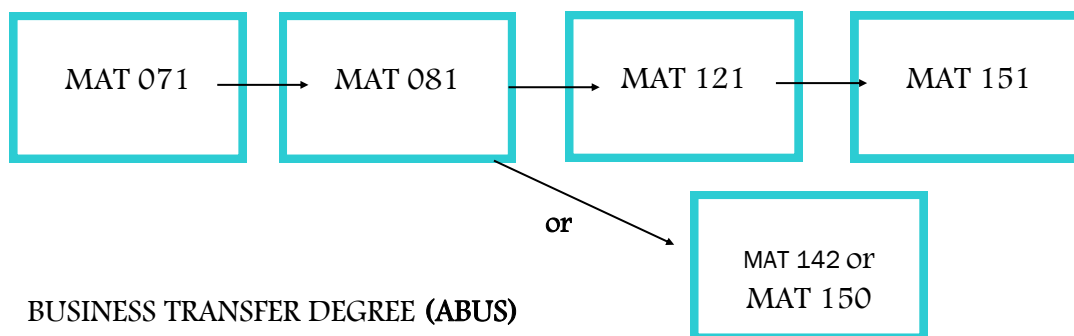 MAT 071
MAT 081
MAT 121
MAT 151
or
MAT 142 or
MAT 150
BUSINESS TRANSFER DEGREE (ABUS)